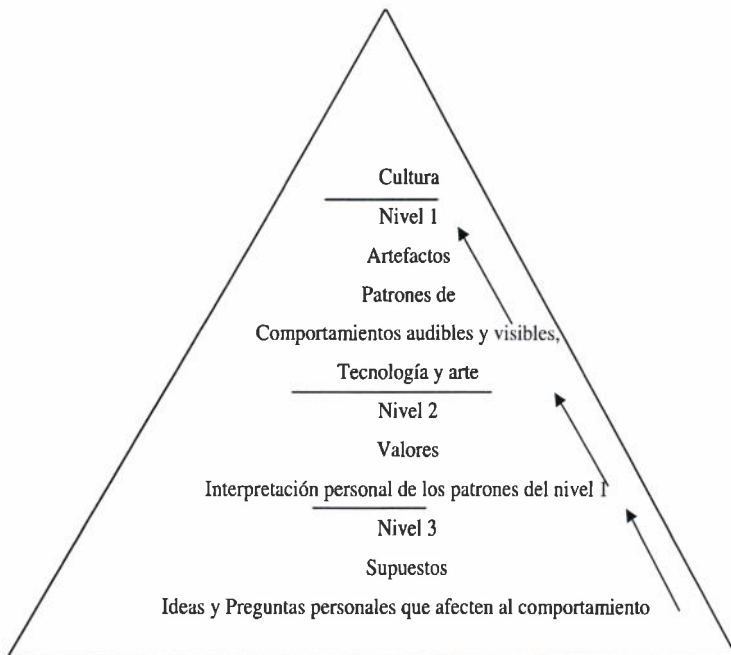 Cultura
Nivel 1
Artefactos
Patrones de
Comportamientos audibles y visibles,
Tecnología y arte
Nivel 2
Valores
Interpretación personal de los patrones del nivel 1
Nivel 3
Supuestos
Ideas y Preguntas personales que afecten al comportamiento